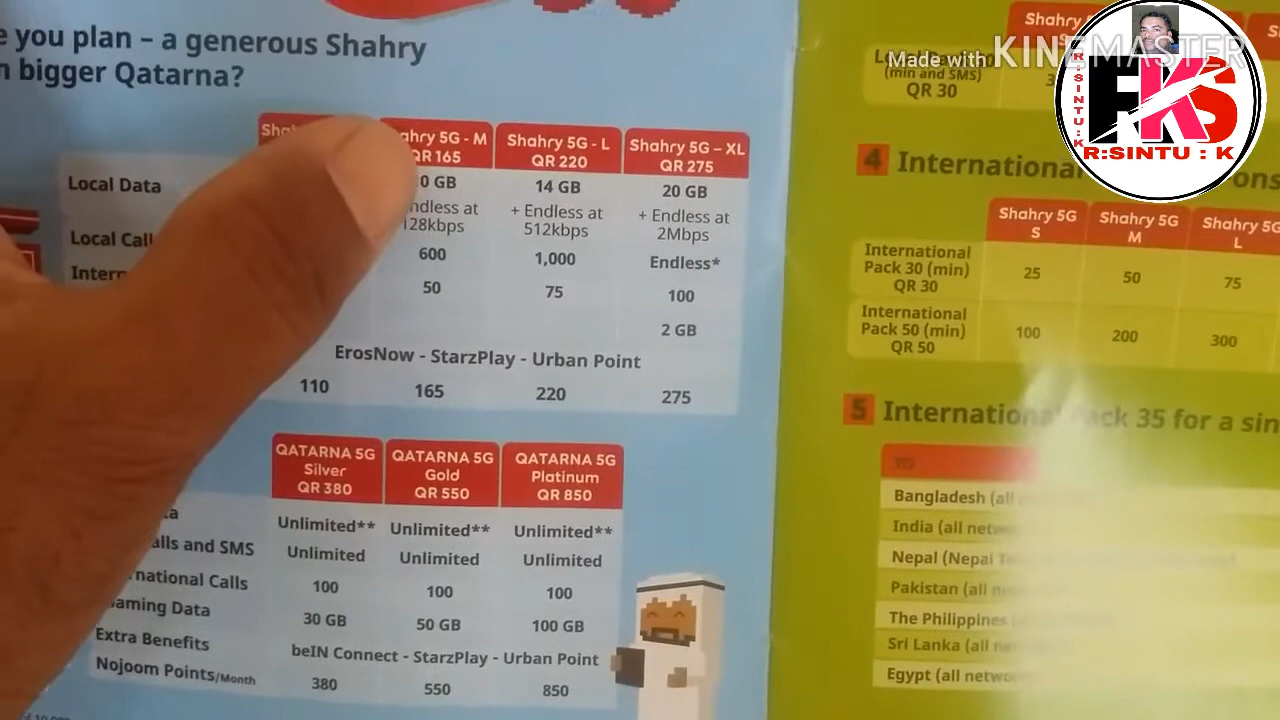 you plan – a generous Shahry
bigger Qatarna?
5G - M
QR 165
Shahry 5G - L
QR 220
Shahry 5G – XL
QR 275
Local Data
0 GB
14 GB
20 GB
at
128kbps
+ Endless at
512kbps
+ Endless at
2Mbps
Local
600
1,000
Endless*
50
75
100
2 GB
ErosNow - StarzPlay - Urban Point
110
165
220
275
QATARNA 5G
Silver
QR 380
QATARNA 5G
Gold
QR 550
QATARNA 5G
Platinum
QR 850
Unlimited**
Unlimited**
Unlimited**
and SMS
Unlimited
Unlimited
Unlimited
Calls
100
100
100
Data
30 GB
50 GB
100 GB
Extra Benefits
beIN Connect - StarzPlay - Urban Point
Nojoom Points/Month
380
550
850
Shahry
(min and SMS)
QR 30
4 International
Shahry 5G
S
Shahry 5G
M
Shahry 5G
L
International
Pack 30 (min)
QR 30
25
50
75
International
Pack 50 (min)
QR 50
100
200
300
5 International Pack 35 for a
Bangladesh (all
India (all
Nepal (Nepal
Pakistan (all
The Philippines
Sri Lanka (all
Egypt (all
Made with KINEMASTER
R:SINTU:K
FKS
R:SINTU : K